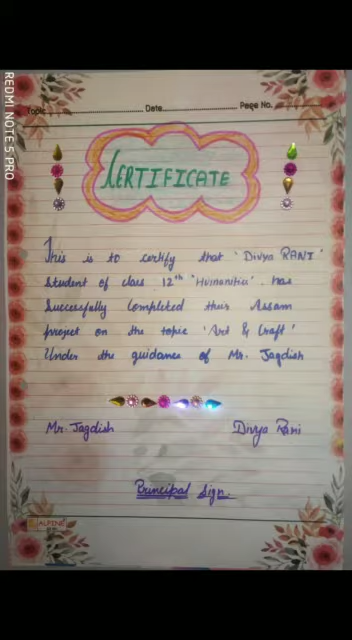 REDMI NOTE 5 PRO
Topic Date Page No.
CERTIFICATE
This is to certify that 'Divya RANI'
Student of class 12th "Humanities" has
Successfully Completed their Assam
project on the topic 'Art & Craft'
Under the guidance of Mr. Jagdish
Mr. Jagdish Divya Rani
Principal Sign.